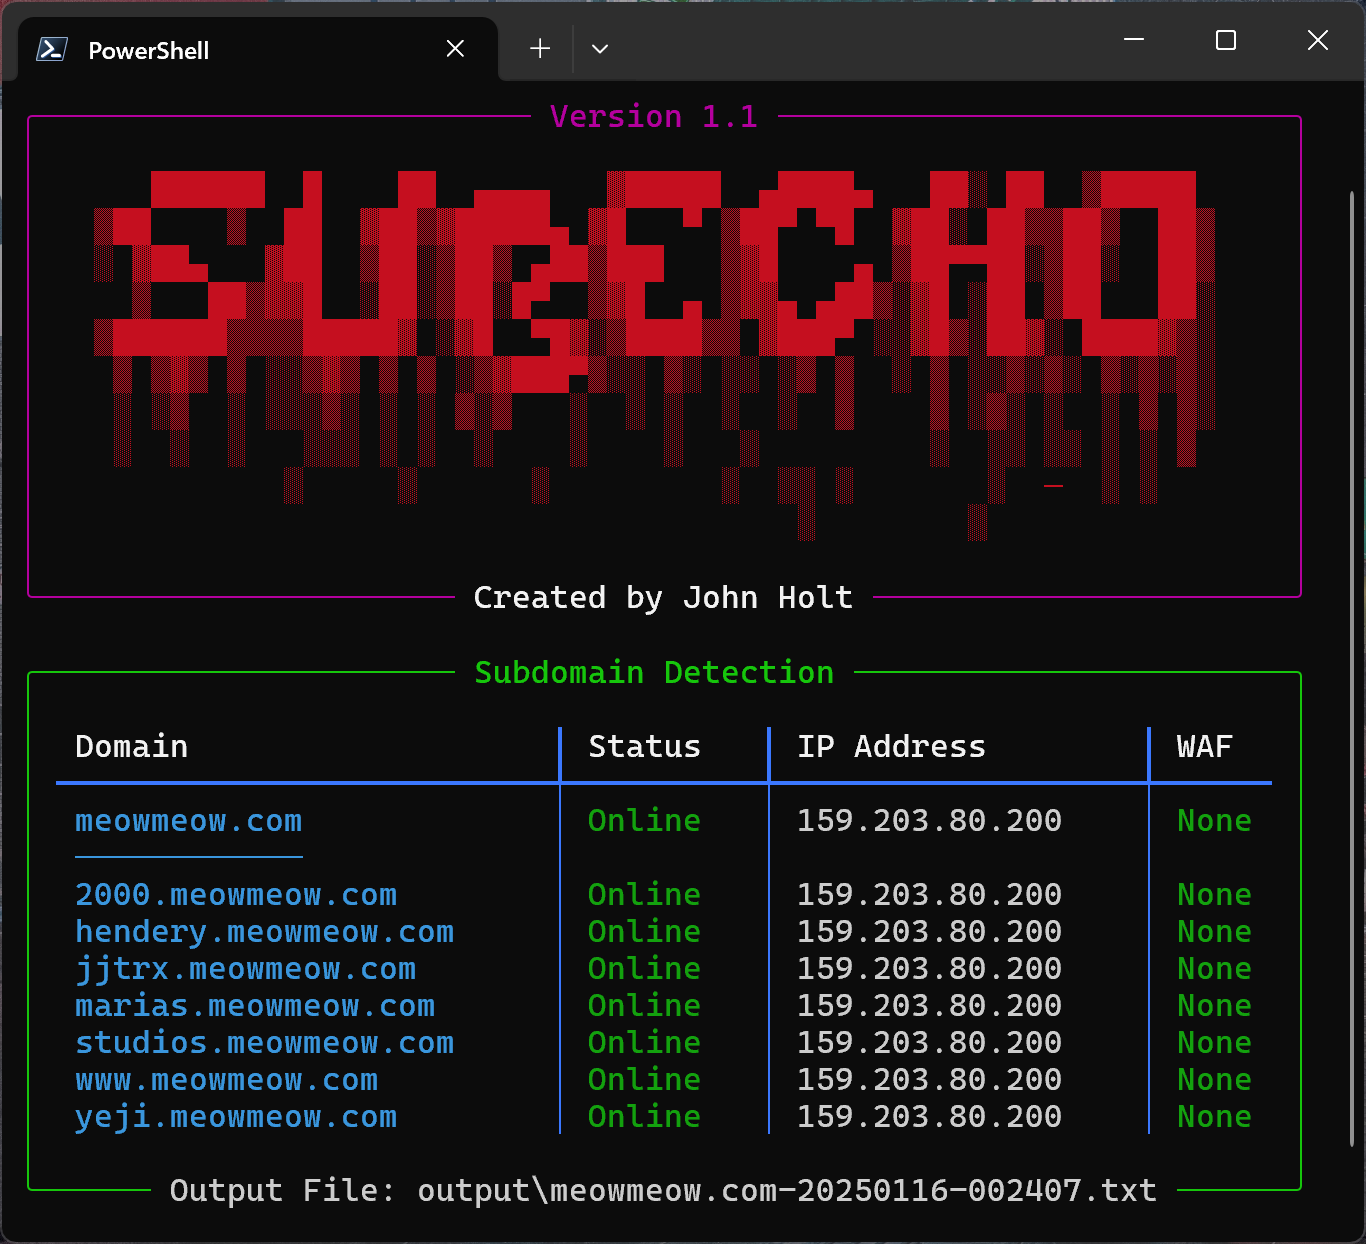 PowerShell
Version 1.1
SUBECHO
Created by John Holt
Subdomain Detection
Domain Status IP Address WAF
meowmeow.com Online 159.203.80.200 None
2000.meowmeow.com Online 159.203.80.200 None
hendery.meowmeow.com Online 159.203.80.200 None
jjtrx.meowmeow.com Online 159.203.80.200 None
marias.meowmeow.com Online 159.203.80.200 None
studios.meowmeow.com Online 159.203.80.200 None
www.meowmeow.com Online 159.203.80.200 None
yeji.meowmeow.com Online 159.203.80.200 None
Output File: output\meowmeow.com-20250116-002407.txt